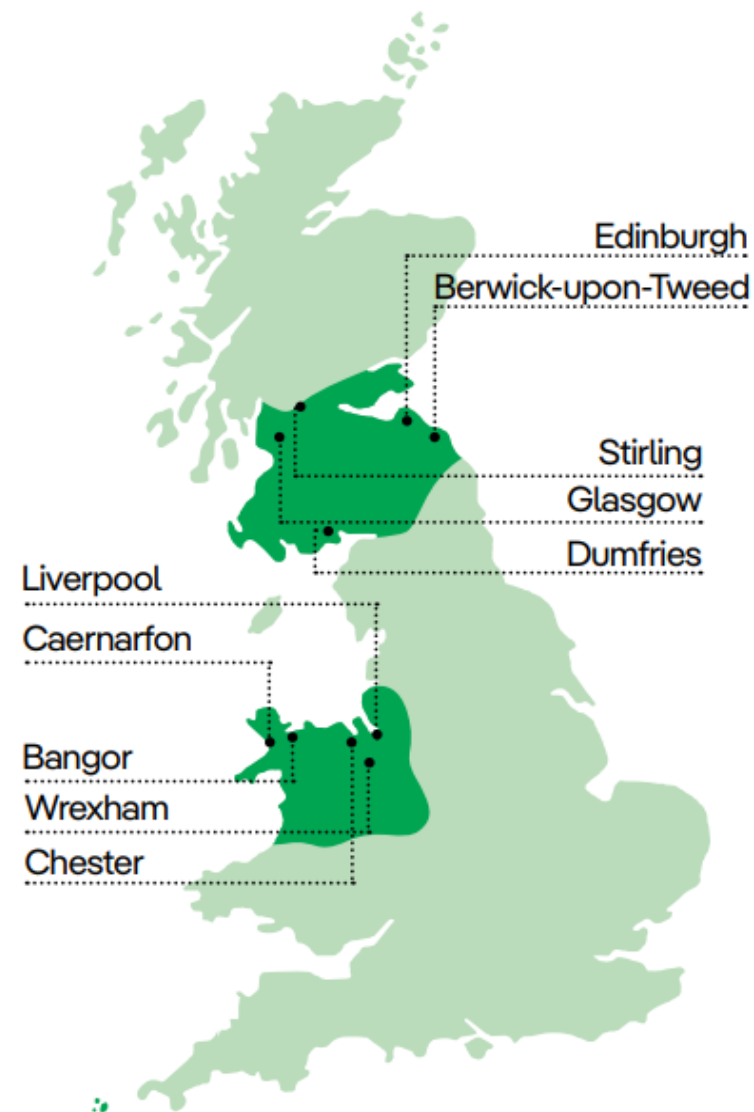 Edinburgh
Berwick-upon-Tweed
Stirling
Glasgow
Dumfries
Liverpool
Caernarfon
Bangor
Wrexham
Chester